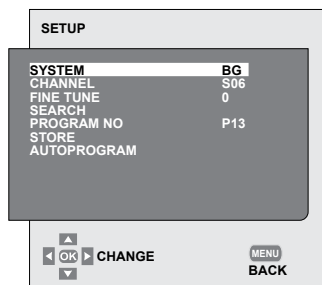 SETUP
SYSTEM BG
CHANNEL S06
FINE TUNE 0
SEARCH
PROGRAM NO P13
STORE
AUTOPROGRAM
OK CHANGE MENU
BACK